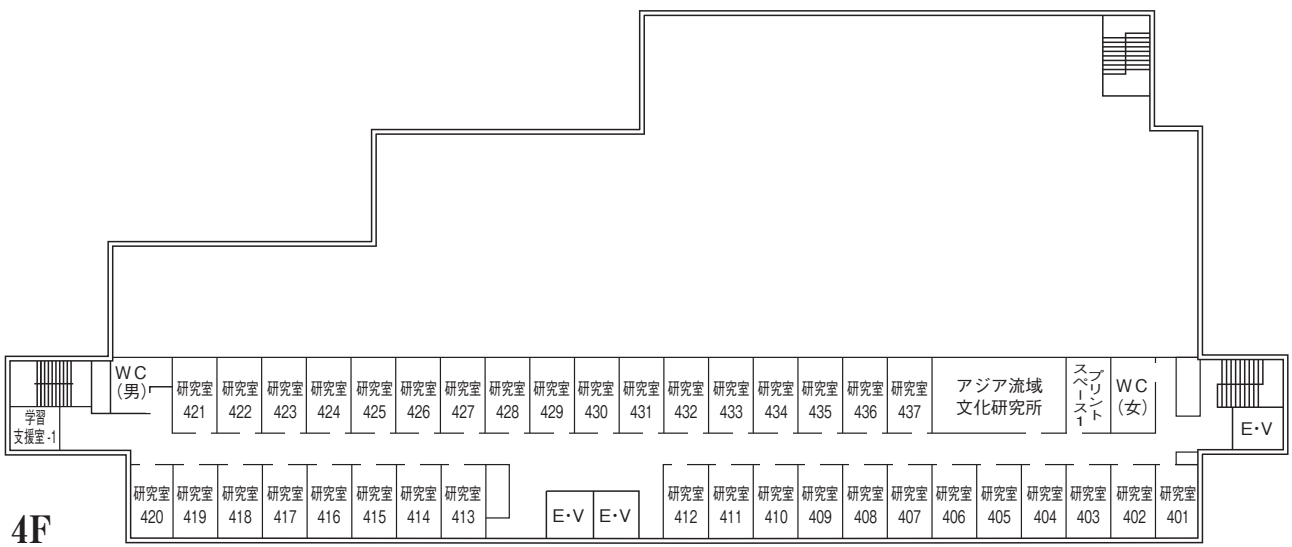 WC
(男)
研究室
421
研究室
422
研究室
423
研究室
424
研究室
425
研究室
426
研究室
427
研究室
428
研究室
429
研究室
430
研究室
431
研究室
432
研究室
433
研究室
434
研究室
435
研究室
436
研究室
437
アジア流域
文化研究所
プリント
スペース1
WC
(女)
学習
支援室-1
E・V
研究室
420
研究室
419
研究室
418
研究室
417
研究室
416
研究室
415
研究室
414
研究室
413
E・V
E・V
研究室
412
研究室
411
研究室
410
研究室
409
研究室
408
研究室
407
研究室
406
研究室
405
研究室
404
研究室
403
研究室
402
研究室
401
4F